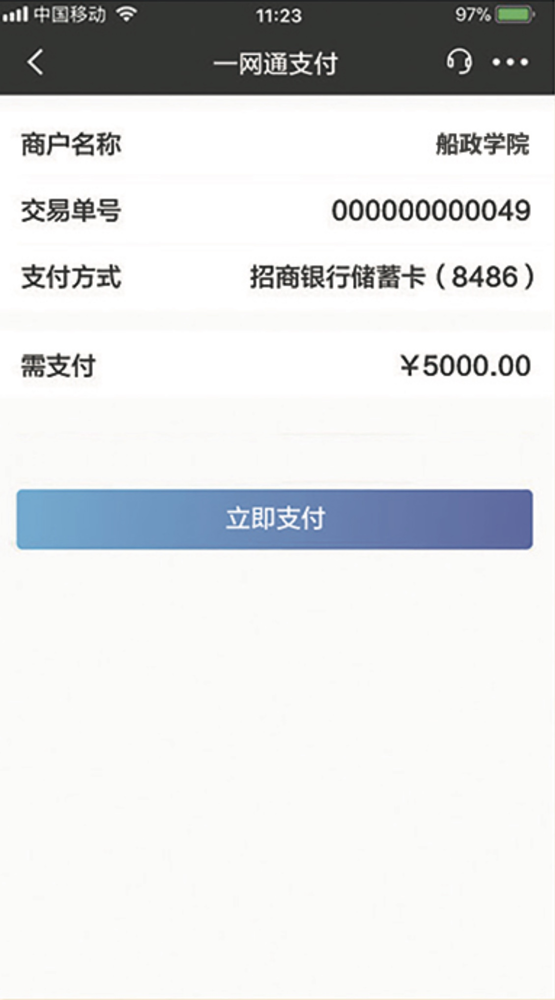 中国移动 11:23 97%
一网通支付
商户名称 船政学院
交易单号 000000000049
支付方式 招商银行储蓄卡（8486）
需支付 ¥5000.00
立即支付